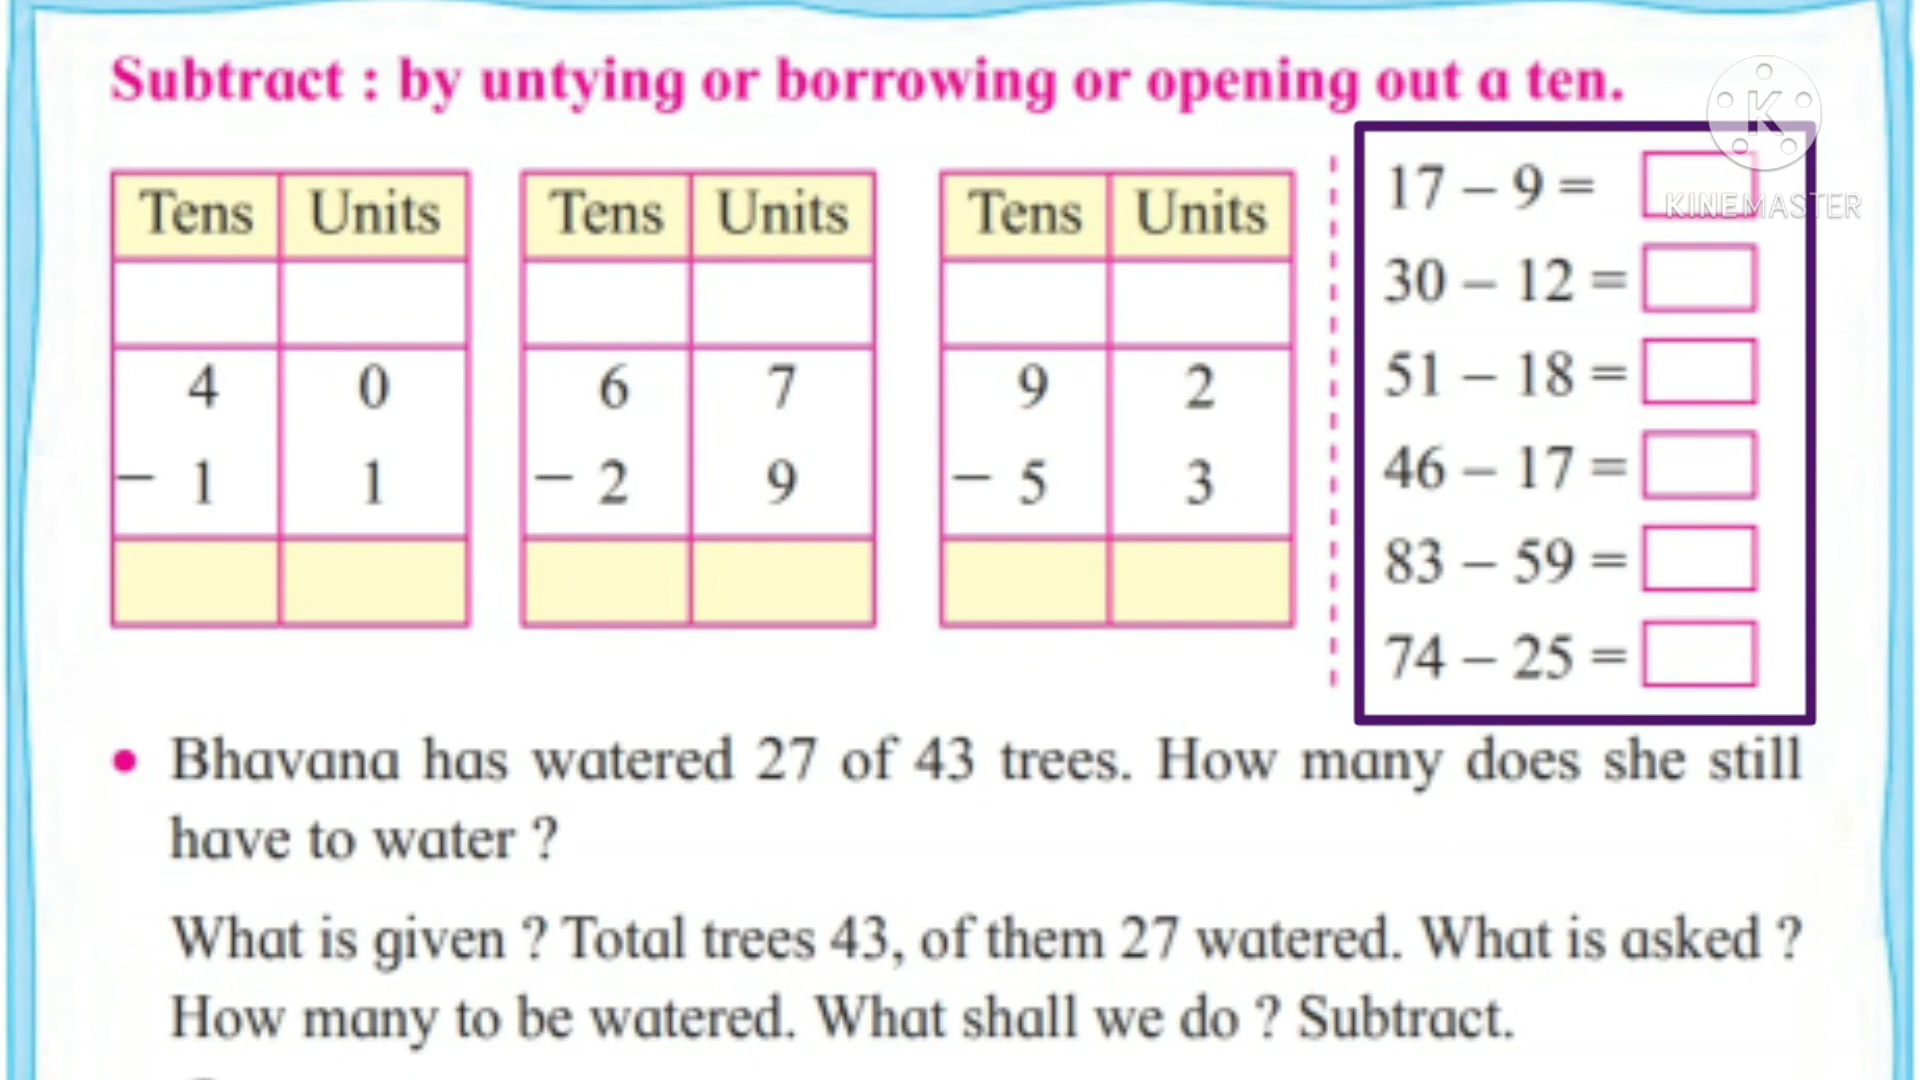 Subtract : by untying or borrowing or opening out a ten.
Tens Units
4 0
– 1 1
Tens Units
6 7
– 2 9
Tens Units
9 2
– 5 3
17 – 9 =
30 – 12 =
51 – 18 =
46 – 17 =
83 – 59 =
74 – 25 =
K
KINEMASTER
• Bhavana has watered 27 of 43 trees. How many does she still
have to water ?
What is given ? Total trees 43, of them 27 watered. What is asked ?
How many to be watered. What shall we do ? Subtract.